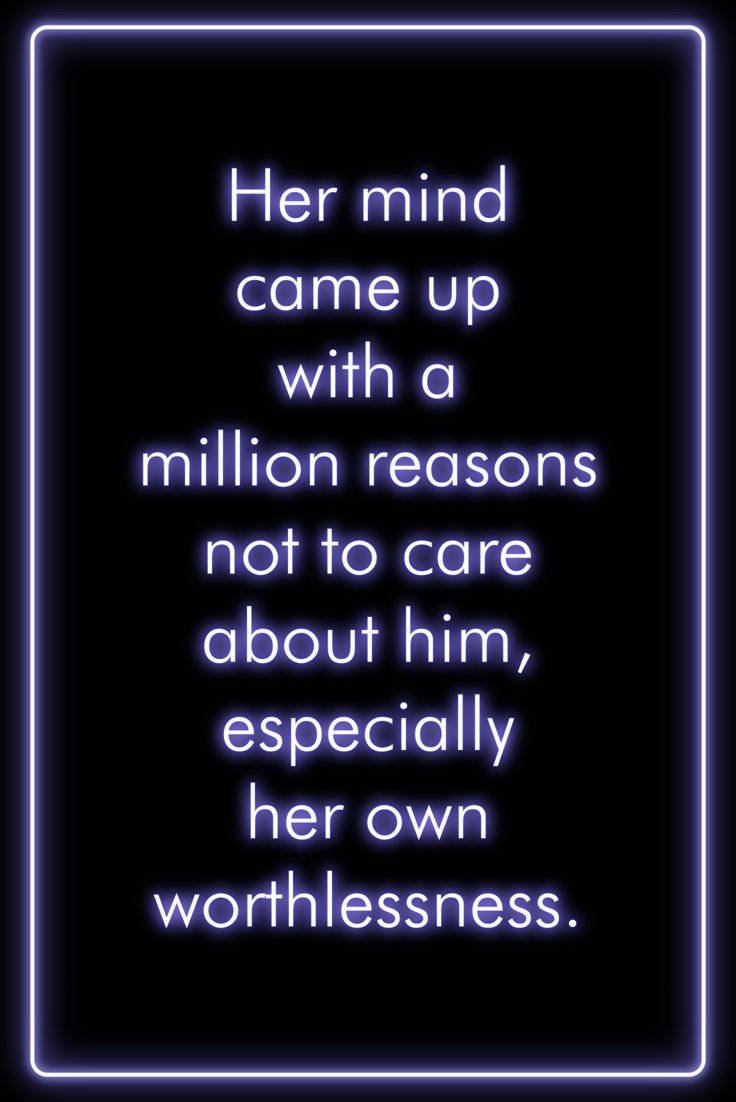 Her mind
came up
with a
million reasons
not to care
about him,
especially
her own
worthlessness.